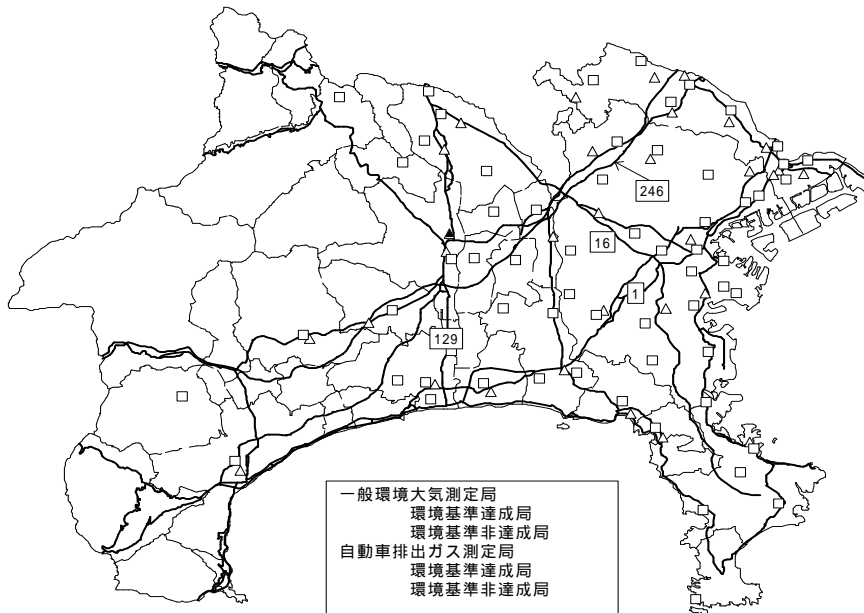 246
16
1
129
一般環境大気測定局
環境基準達成局
環境基準非達成局
自動車排出ガス測定局
環境基準達成局
環境基準非達成局